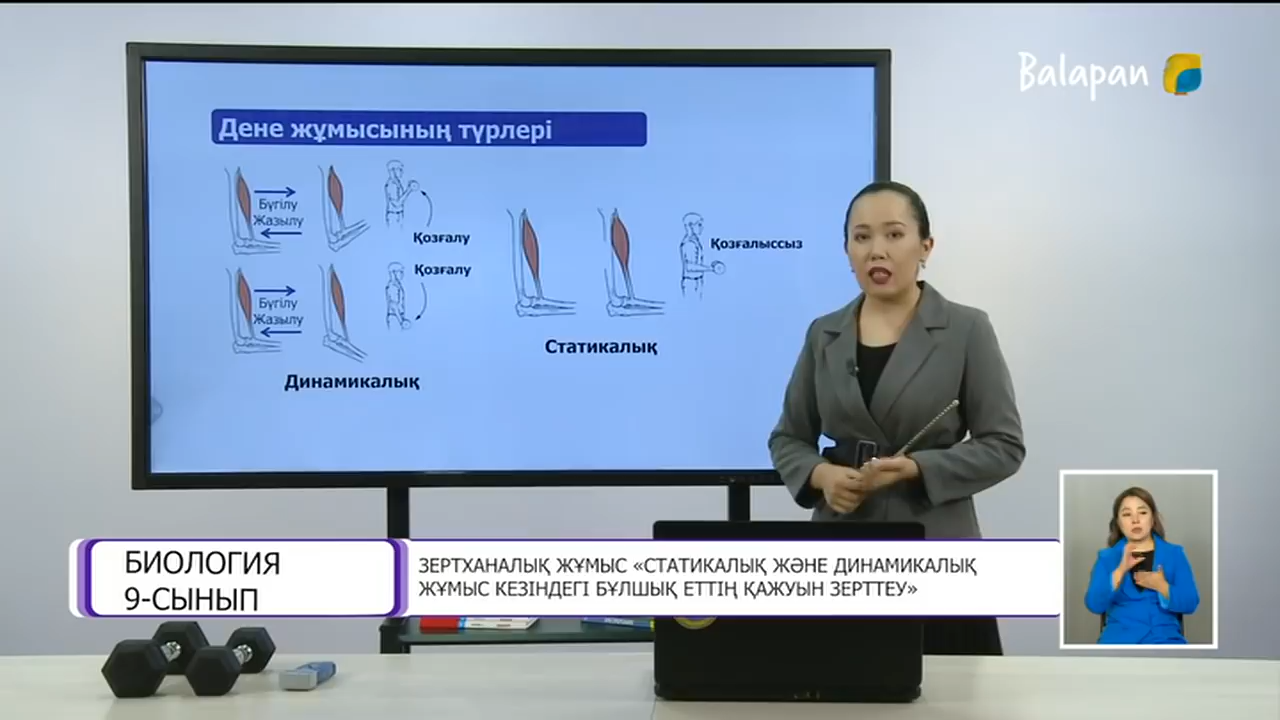 Balapan
Дене жұмысының түрлері
Бүгілу
Жазылу
Қозғалу
Қозғалу
Бүгілу
Жазылу
Динамикалық
Қозғалыссыз
Статикалық
БИОЛОГИЯ
9-СЫНЫП
ЗЕРТХАНАЛЫҚ ЖҰМЫС «СТАТИКАЛЫҚ ЖӘНЕ ДИНАМИКАЛЫҚ
ЖҰМЫС КЕЗІНДЕГІ БҰЛШЫҚ ЕТТІҢ ҚАЖУЫН ЗЕРТТЕУ»